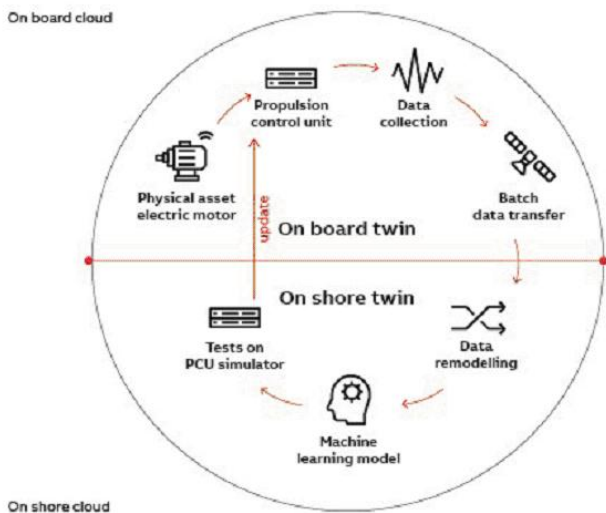 On board cloud
Propulsion
control unit
Data
collection
Physical asset
electric motor
Batch
data transfer
update
On board twin
On shore twin
Tests on
PCU simulator
Data
remodelling
Machine
learning model
On shore cloud